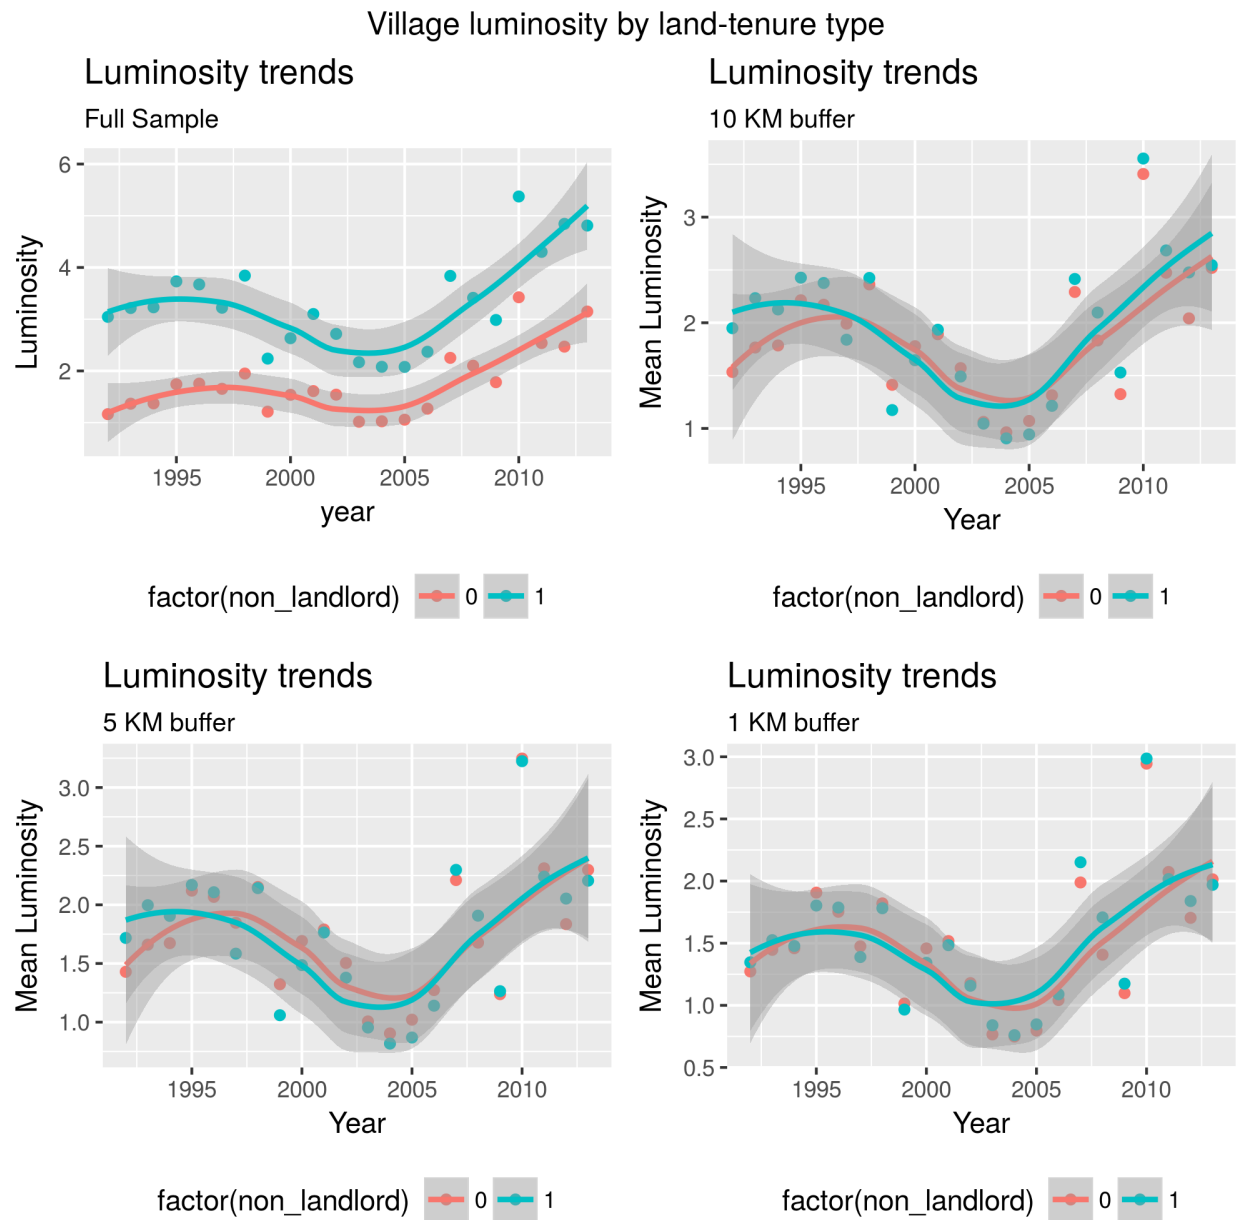 Village luminosity by land-tenure type
Luminosity trends
Full Sample
Luminosity
6
4
2
1995 2000 2005 2010
year
factor(non_landlord) 0 1
Luminosity trends
10 KM buffer
Mean Luminosity
3
2
1
1995 2000 2005 2010
Year
factor(non_landlord) 0 1
Luminosity trends
5 KM buffer
Mean Luminosity
3.0
2.5
2.0
1.5
1.0
1995 2000 2005 2010
Year
factor(non_landlord) 0 1
Luminosity trends
1 KM buffer
Mean Luminosity
3.0
2.5
2.0
1.5
1.0
0.5
1995 2000 2005 2010
Year
factor(non_landlord) 0 1